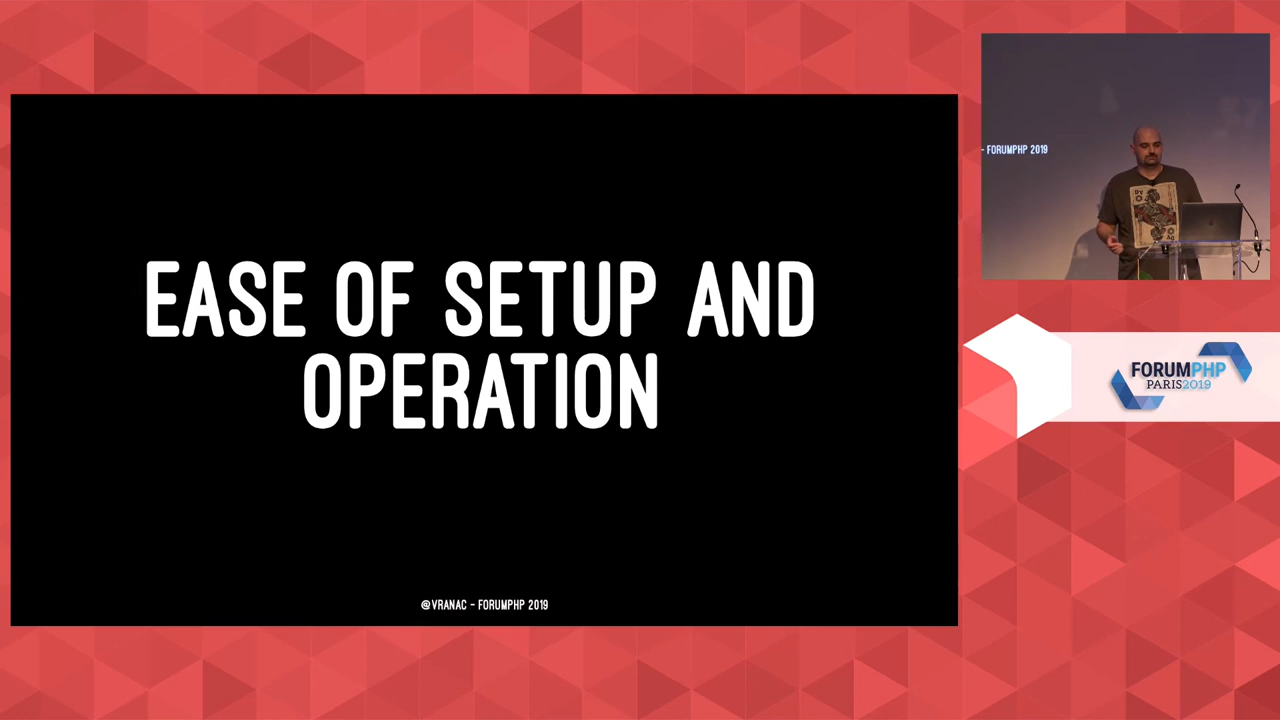 EASE OF SETUP AND
OPERATION
@VRANAC - FORUMPHP 2019
- FORUMPHP 2019
FORUMPHP
PARIS2019